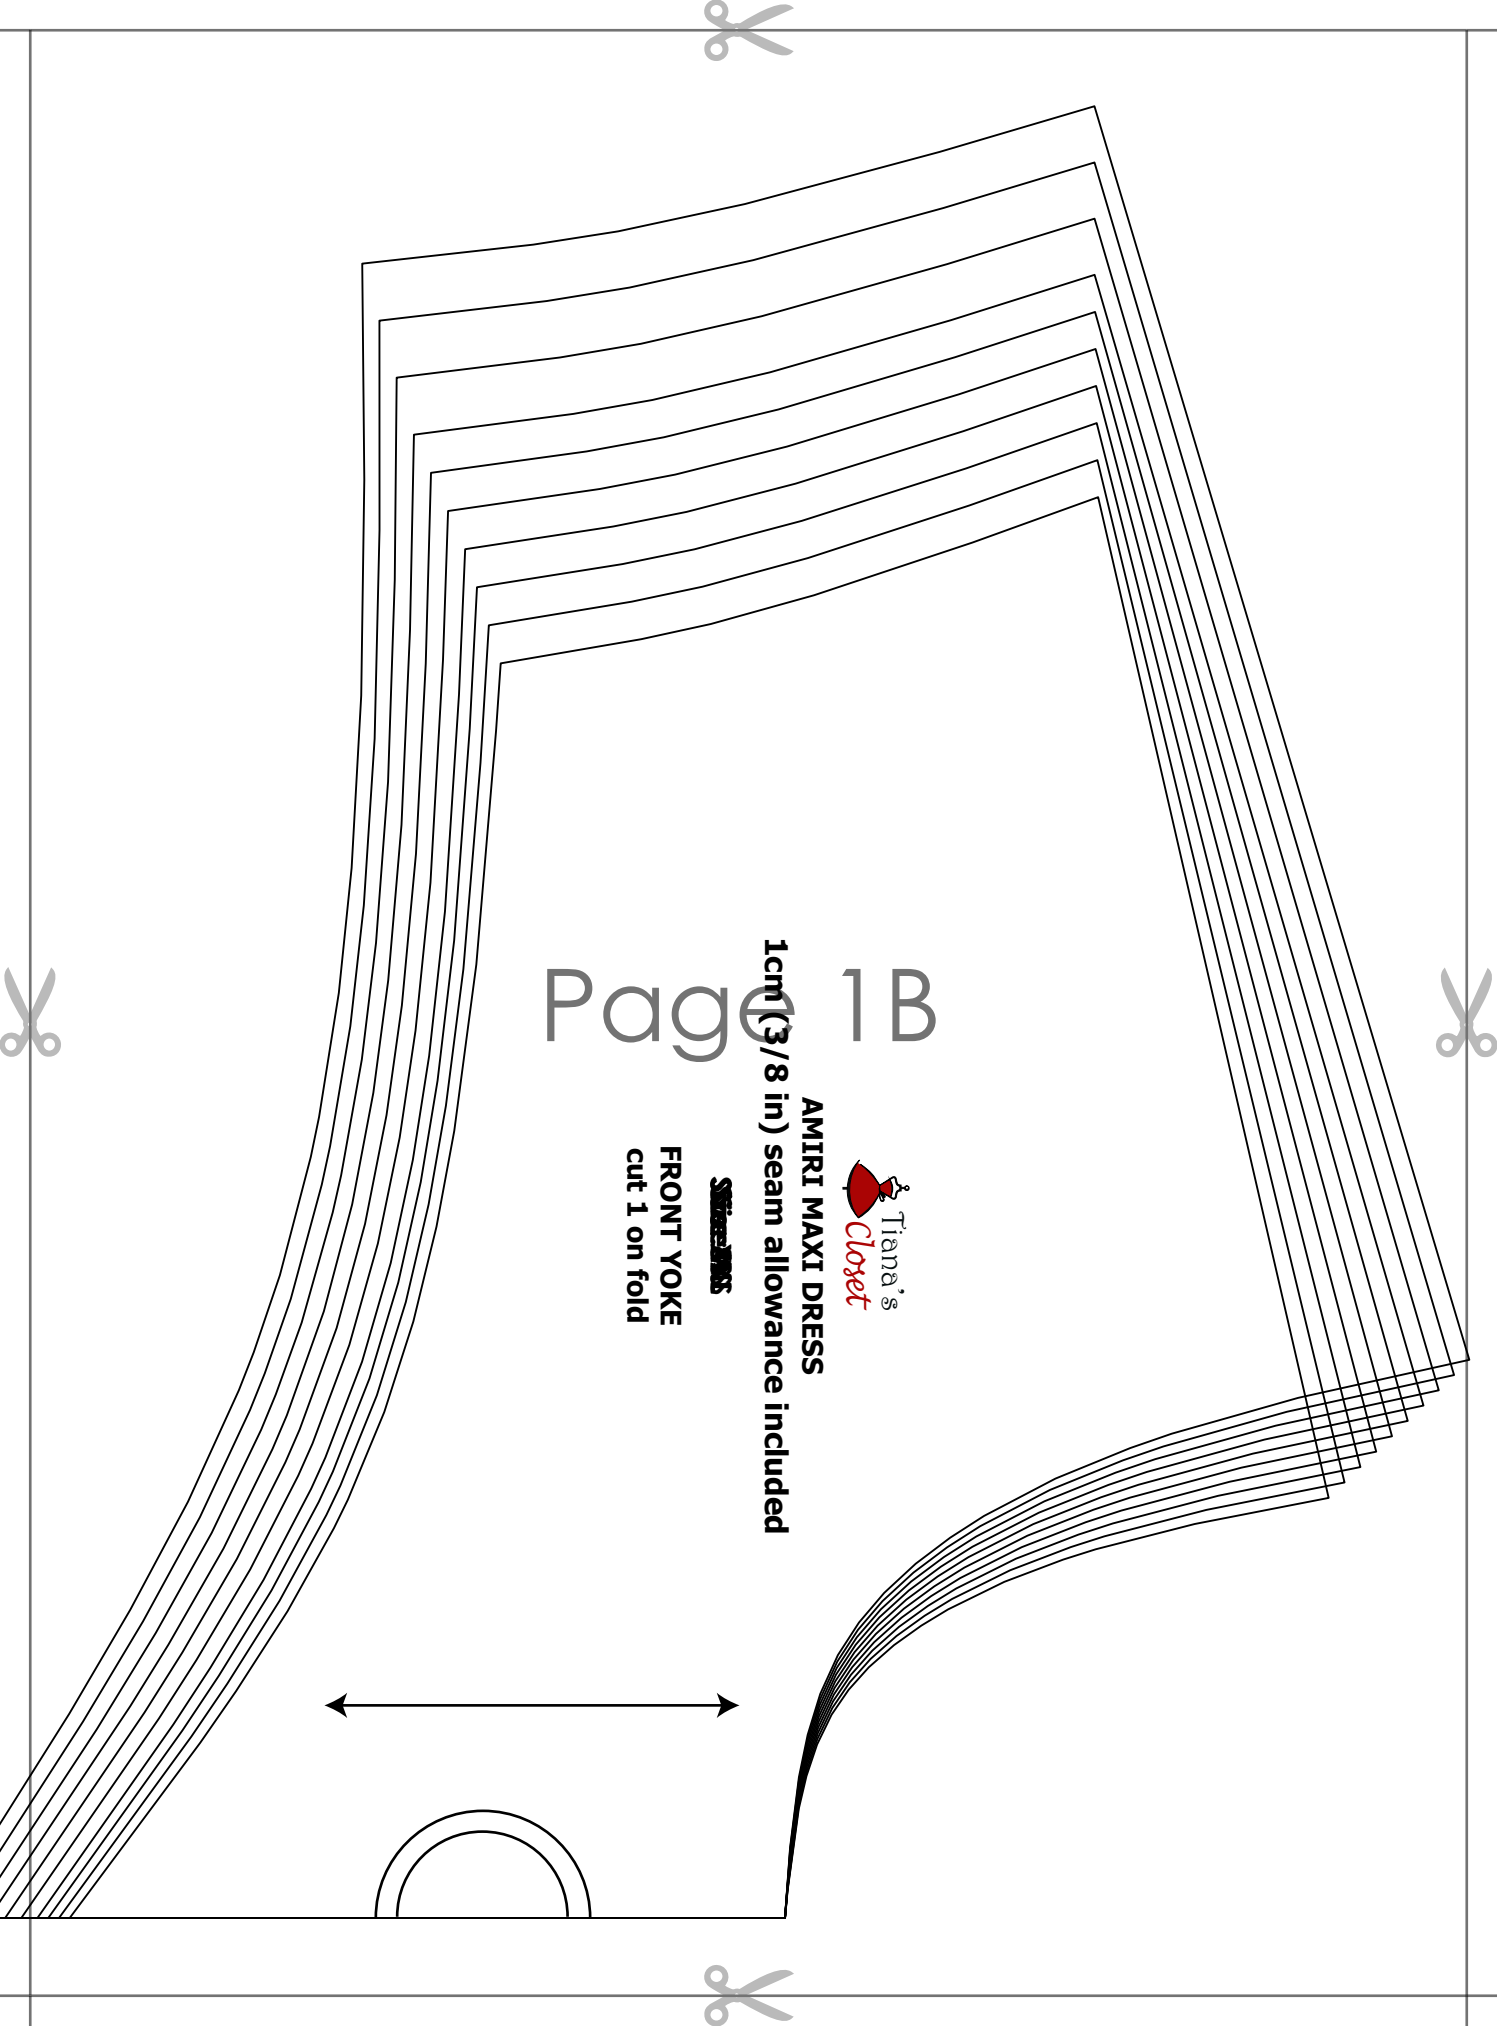 Page 1B
Tiana's
Closet
AMIRI MAXI DRESS
1cm (3/8 in) seam allowance included
FRONT YOKE
cut 1 on fold